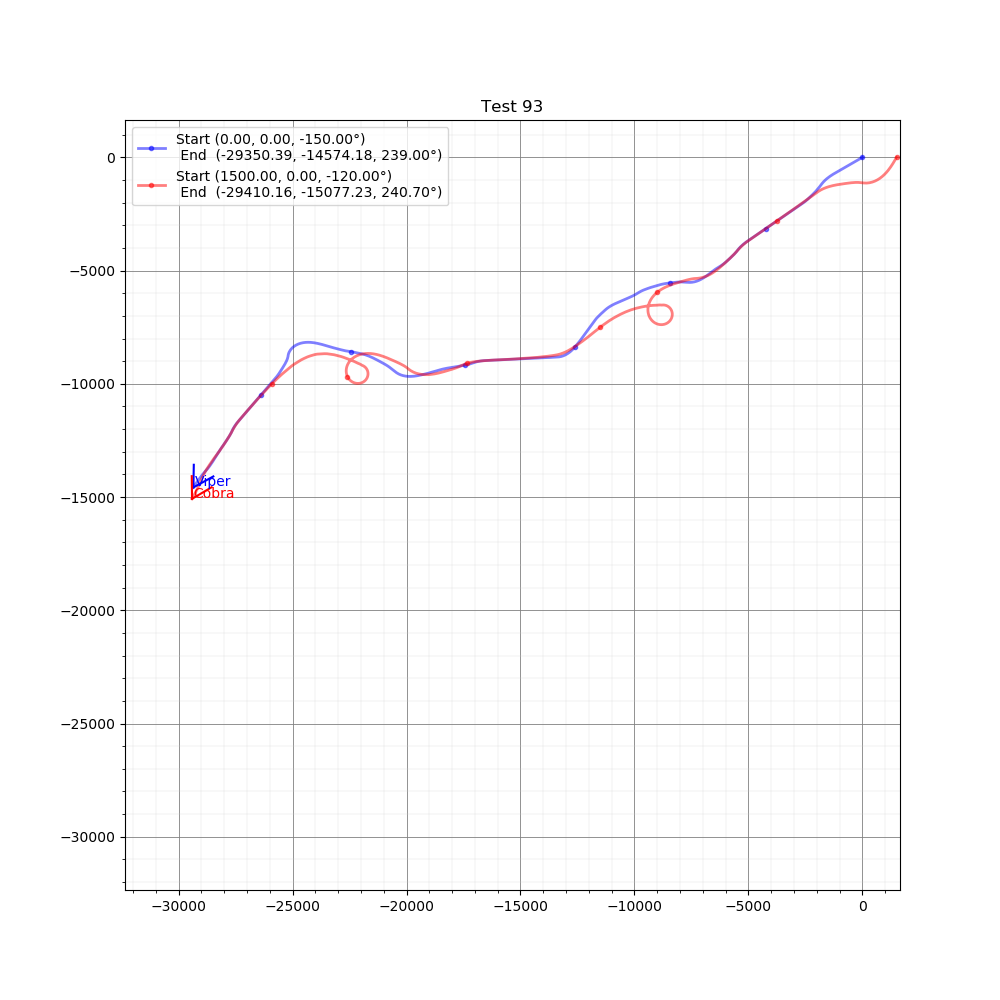 Test 93
Start (0.00, 0.00, -150.00°)
End  (-29350.39, -14574.18, 239.00°)
Start (1500.00, 0.00, -120.00°)
End  (-29410.16, -15077.23, 240.70°)
0
−5000
−10000
−15000
−20000
−25000
−30000
Viper
Cobra
−30000
−25000
−20000
−15000
−10000
−5000
0